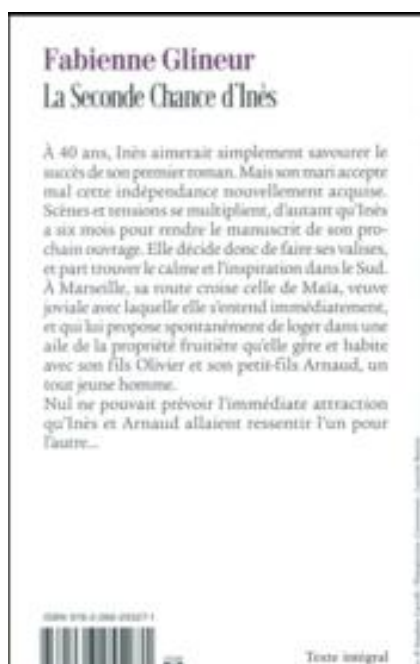 Fabienne Glineur
La Seconde Chance d'Inès
À 40 ans, Inès aimerait simplement savourer le
succès de son premier roman. Mais son mari accepte
mal cette indépendance nouvellement acquise.
Scènes et tensions se multiplient, d'autant qu'Inès
a six mois pour rendre le manuscrit de son pro-
chain ouvrage. Elle décide donc de faire ses valises,
et part trouver le calme et l'inspiration dans le Sud.
À Marseille, sa route croise celle de Maïa, veuve
joviale avec laquelle elle s'entend immédiatement,
et qui lui propose spontanément de loger dans une
aile de la propriété fruitière qu'elle gère et habite
avec son fils Olivier et son petit-fils Arnaud, un
tout jeune homme.
Nul ne pouvait prévoir l'immédiate attraction
qu'Inès et Arnaud allaient ressentir l'un pour
l'autre...
ISBN
Texte intégral